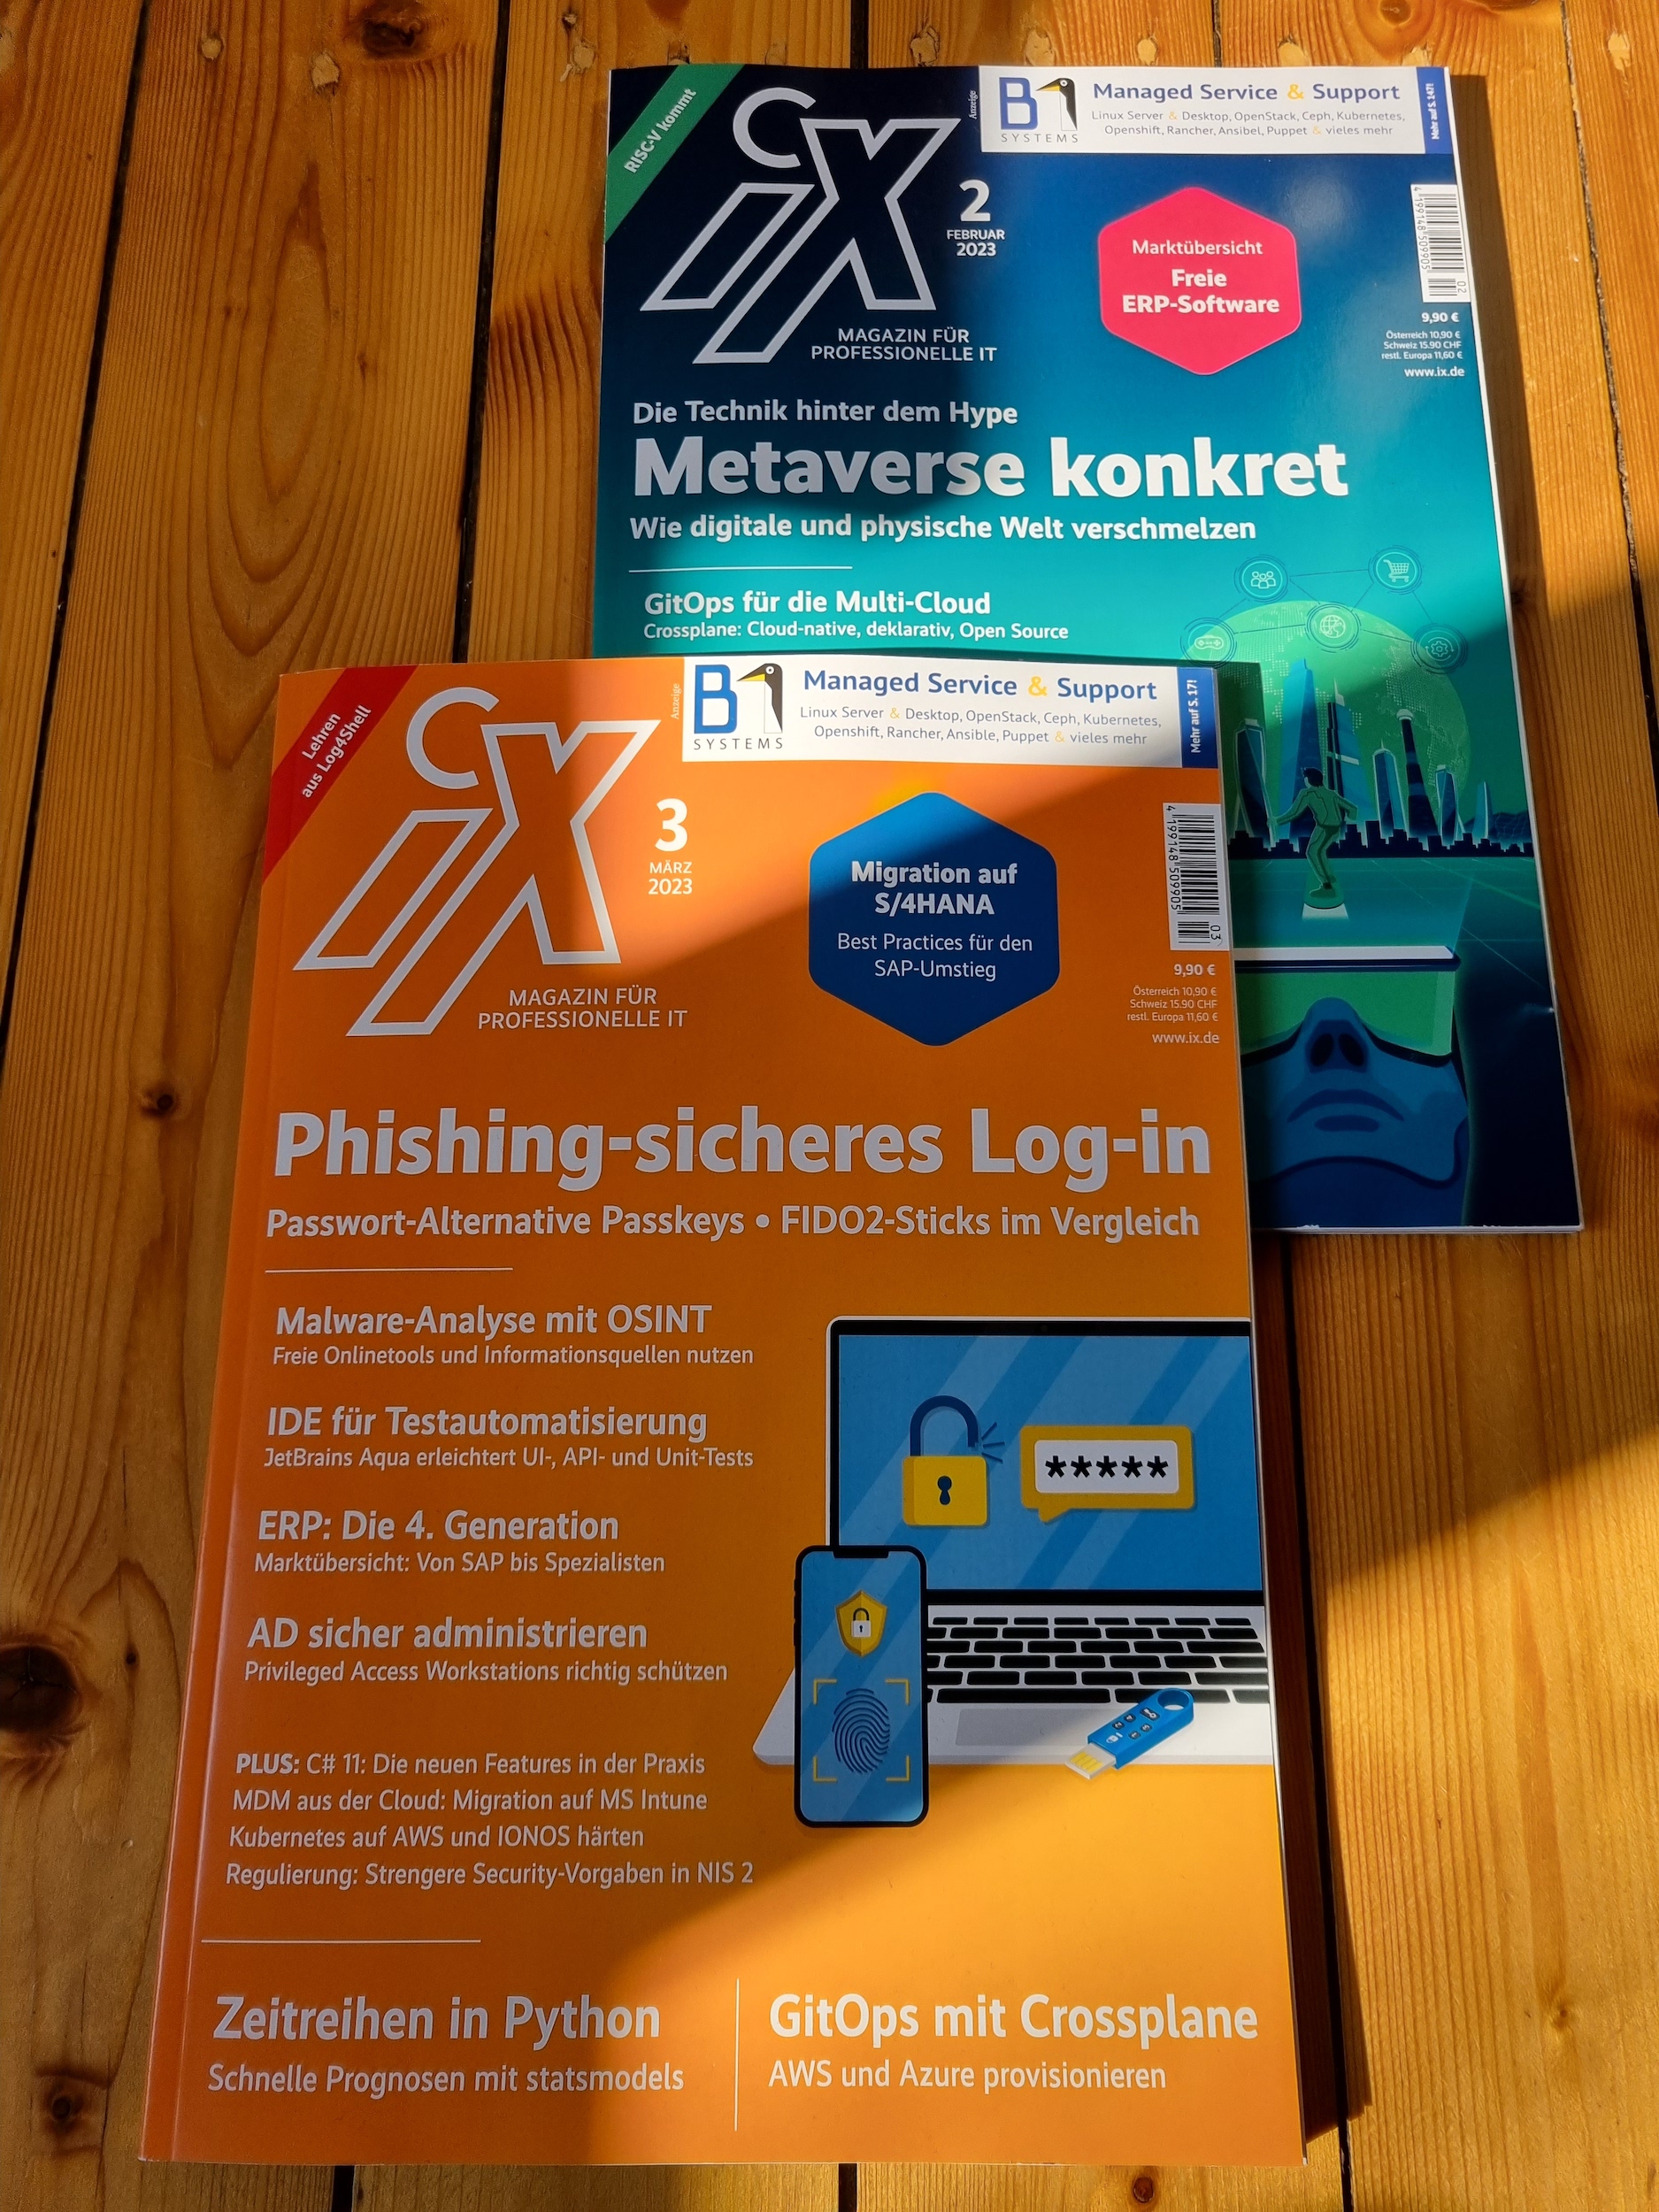 RISC-V kommt
c
iX
2
FEBRUAR
2023
MAGAZIN FÜR
PROFESSIONELLE IT
Anzeige
B1
SYSTEMS
Managed Service & Support
Linux Server & Desktop, OpenStack, Ceph, Kubernetes,
Openshift, Rancher, Ansibel, Puppet & vieles mehr
Mehr auf S. 147!
Marktübersicht
Freie
ERP-Software
4 199148 509905
02
9,90 €
Österreich 10,90 €
Schweiz 15.90 CHF
restl. Europa 11,60 €
www.ix.de
Die Technik hinter dem Hype
Metaverse konkret
Wie digitale und physische Welt verschmelzen
GitOps für die Multi-Cloud
Crossplane: Cloud-native, deklarativ, Open Source
Lehren
aus Log4Shell
c
iX
3
MÄRZ
2023
MAGAZIN FÜR
PROFESSIONELLE IT
Anzeige
B1
SYSTEMS
Managed Service & Support
Linux Server & Desktop, OpenStack, Ceph, Kubernetes,
Openshift, Rancher, Ansible, Puppet & vieles mehr
Mehr auf S. 17!
Migration auf
S/4HANA
Best Practices für den
SAP-Umstieg
4 199148 509905
03
9,90 €
Österreich 10,90 €
Schweiz 15.90 CHF
restl. Europa 11,60 €
www.ix.de
Phishing-sicheres Log-in
Passwort-Alternative Passkeys • FIDO2-Sticks im Vergleich
Malware-Analyse mit OSINT
Freie Onlinetools und Informationsquellen nutzen
IDE für Testautomatisierung
JetBrains Aqua erleichtert UI-, API- und Unit-Tests
ERP: Die 4. Generation
Marktübersicht: Von SAP bis Spezialisten
AD sicher administrieren
Privileged Access Workstations richtig schützen
*****
PLUS: C# 11: Die neuen Features in der Praxis
MDM aus der Cloud: Migration auf MS Intune
Kubernetes auf AWS und IONOS härten
Regulierung: Strengere Security-Vorgaben in NIS 2
Zeitreihen in Python
Schnelle Prognosen mit statsmodels
GitOps mit Crossplane
AWS und Azure provisionieren